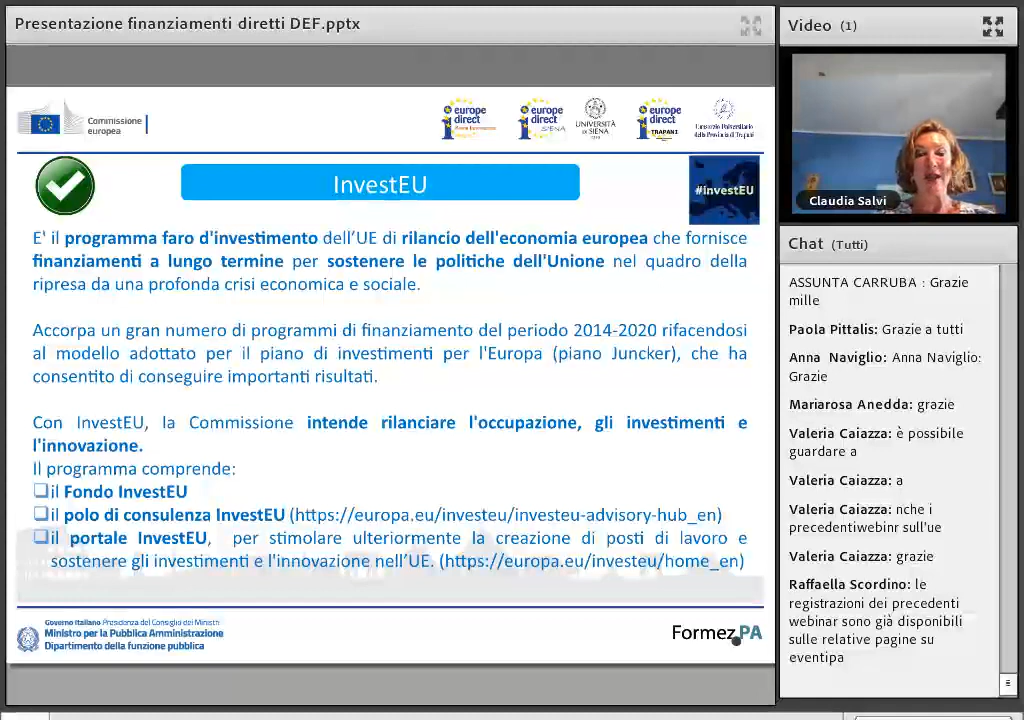 Presentazione finanziamenti diretti DEF.pptx
Commissione
europea
europe
direct
europe
direct
SIENA
UNIVERSITÀ
DI SIENA
europe
direct
TRAPANI
InvestEU
#investEU
E' il programma faro d'investimento dell'UE di rilancio dell'economia europea che fornisce
finanziamenti a lungo termine per sostenere le politiche dell'Unione nel quadro della
ripresa da una profonda crisi economica e sociale.
Accorpa un gran numero di programmi di finanziamento del periodo 2014-2020 rifacendosi
al modello adottato per il piano di investimenti per l'Europa (piano Juncker), che ha
consentito di conseguire importanti risultati.
Con InvestEU, la Commissione intende rilanciare l'occupazione, gli investimenti e
l'innovazione.
Il programma comprende:
il Fondo InvestEU
il polo di consulenza InvestEU (https://europa.eu/investeu/investeu-advisory-hub_en)
il portale InvestEU, per stimolare ulteriormente la creazione di posti di lavoro e
sostenere gli investimenti e l'innovazione nell'UE. (https://europa.eu/investeu/home_en)
Governo Italiano Presidenza del Consiglio dei Ministri
Ministro per la Pubblica Amministrazione
Dipartimento della funzione pubblica
Formez PA
Video (1)
Claudia Salvi
Chat (Tutti)
ASSUNTA CARRUBA : Grazie
mille
Paola Pittalis: Grazie a tutti
Anna Naviglio: Anna Naviglio:
Grazie
Mariarosa Anedda: grazie
Valeria Caiazza: è possibile
guardare a
Valeria Caiazza: a
Valeria Caiazza: nche i
precedentiwebinr sull'ue
Valeria Caiazza: grazie
Raffaella Scordino: le
registrazioni dei precedenti
webinar sono già disponibili
sulle relative pagine su
eventipa